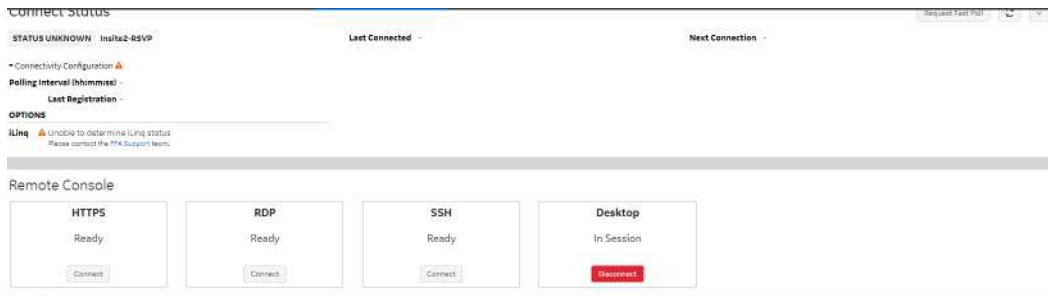 Connect Status
Request Fast Poll
STATUS UNKNOWN Insite2-RSVP Last Connected - Next Connection -
Connectivity Configuration
Polling Interval (hh:mm:ss) -
Last Registration -
OPTIONS
iLinq Unable to determine iLinq status
Please contact the FFA Support team.
Remote Console
HTTPS RDP SSH Desktop
Ready Ready Ready In Session
Connect Connect Connect Disconnect